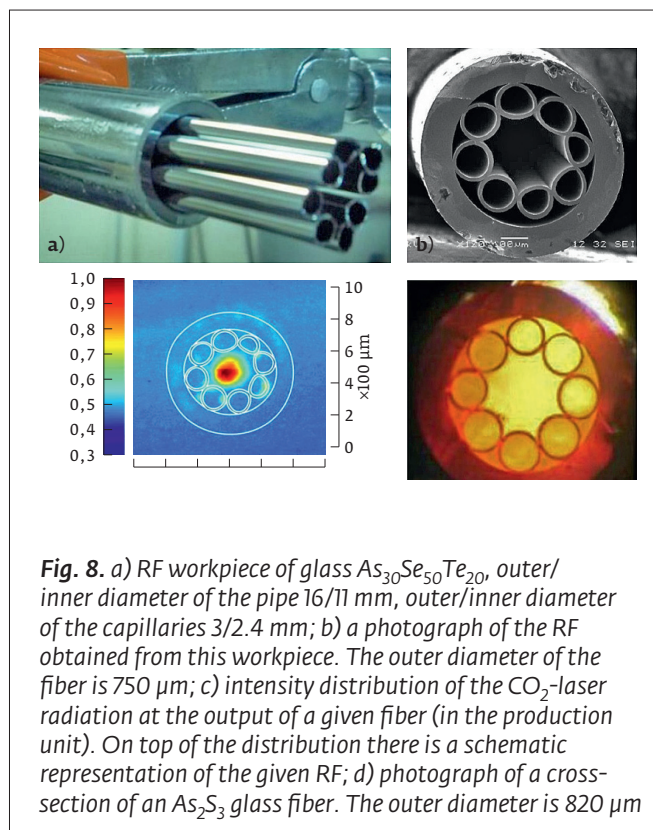 a)
b)
×120 100µm 12 32 SEI
1,0
0,9
0,8
0,7
0,6
0,5
0,4
0,3
10
8
6
4
2
0
×100 µm
Fig. 8. a) RF workpiece of glass As₃₀Se₅₀Te₂₀, outer/
inner diameter of the pipe 16/11 mm, outer/inner diameter
of the capillaries 3/2.4 mm; b) a photograph of the RF
obtained from this workpiece. The outer diameter of the
fiber is 750 µm; c) intensity distribution of the CO₂-laser
radiation at the output of a given fiber (in the production
unit). On top of the distribution there is a schematic
representation of the given RF; d) photograph of a cross-
section of an As₂S₃ glass fiber. The outer diameter is 820 µm